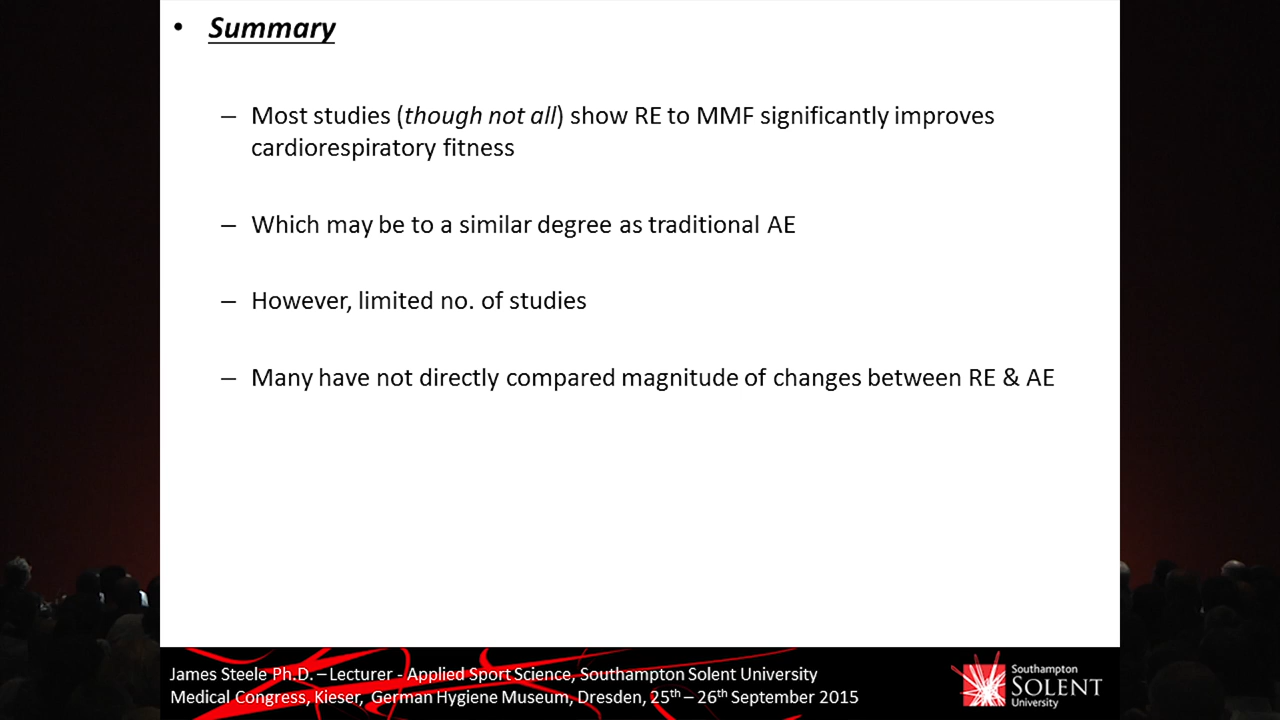 • Summary
– Most studies (though not all) show RE to MMF significantly improves
cardiorespiratory fitness
– Which may be to a similar degree as traditional AE
– However, limited no. of studies
– Many have not directly compared magnitude of changes between RE & AE
James Steele Ph.D. – Lecturer - Applied Sport Science, Southampton Solent University
Medical Congress, Kieser, German Hygiene Museum, Dresden, 25th – 26th September 2015
Southampton
SOLENT
University